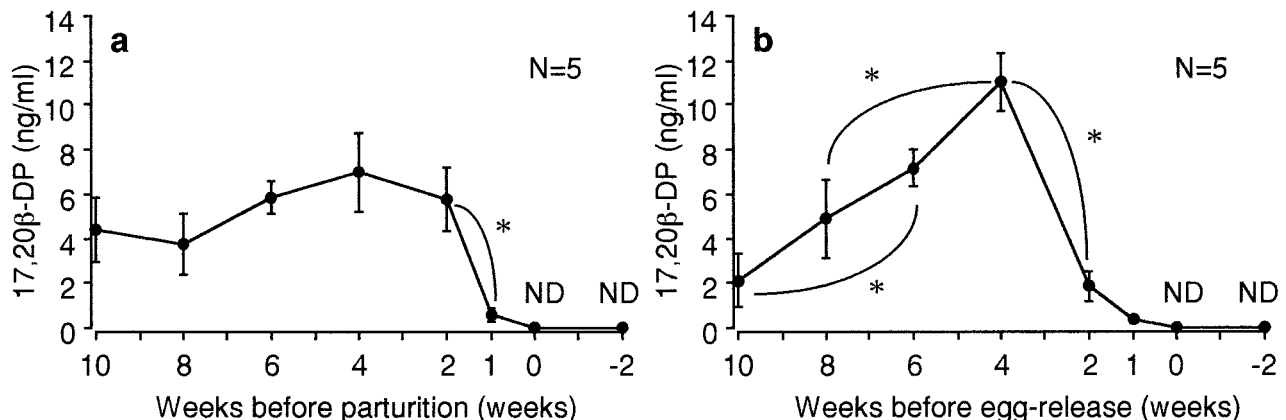 a
N=5
17,20β-DP (ng/ml)
14
12
10
8
6
4
2
0
*
ND ND
10 8 6 4 2 1 0 -2
Weeks before parturition (weeks)
b
N=5
17,20β-DP (ng/ml)
14
12
10
8
6
4
2
0
*
*
*
ND ND
10 8 6 4 2 1 0 -2
Weeks before egg-release (weeks)